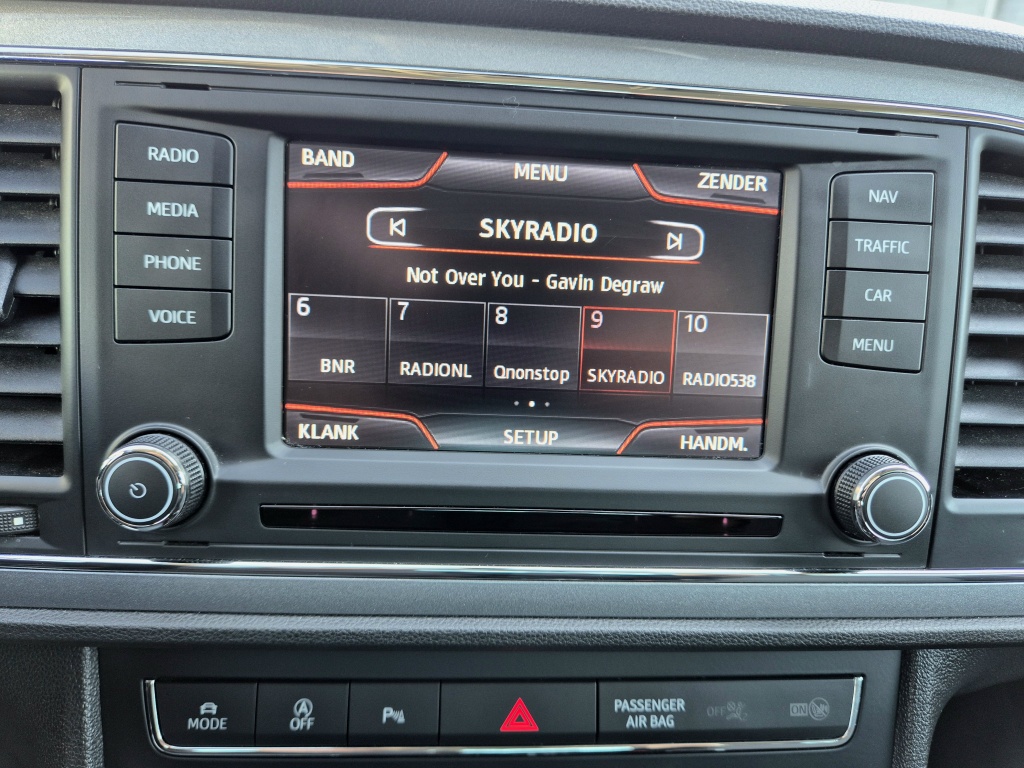 RADIO
MEDIA
PHONE
VOICE
BAND
MENU
ZENDER
SKYRADIO
Not Over You - Gavin Degraw
6
BNR
7
RADIONL
8
Qnonstop
9
SKYRADIO
10
RADIO538
KLANK
SETUP
HANDM.
NAV
TRAFFIC
CAR
MENU
MODE
A
OFF
P
PASSENGER
AIR BAG
OFF
ON